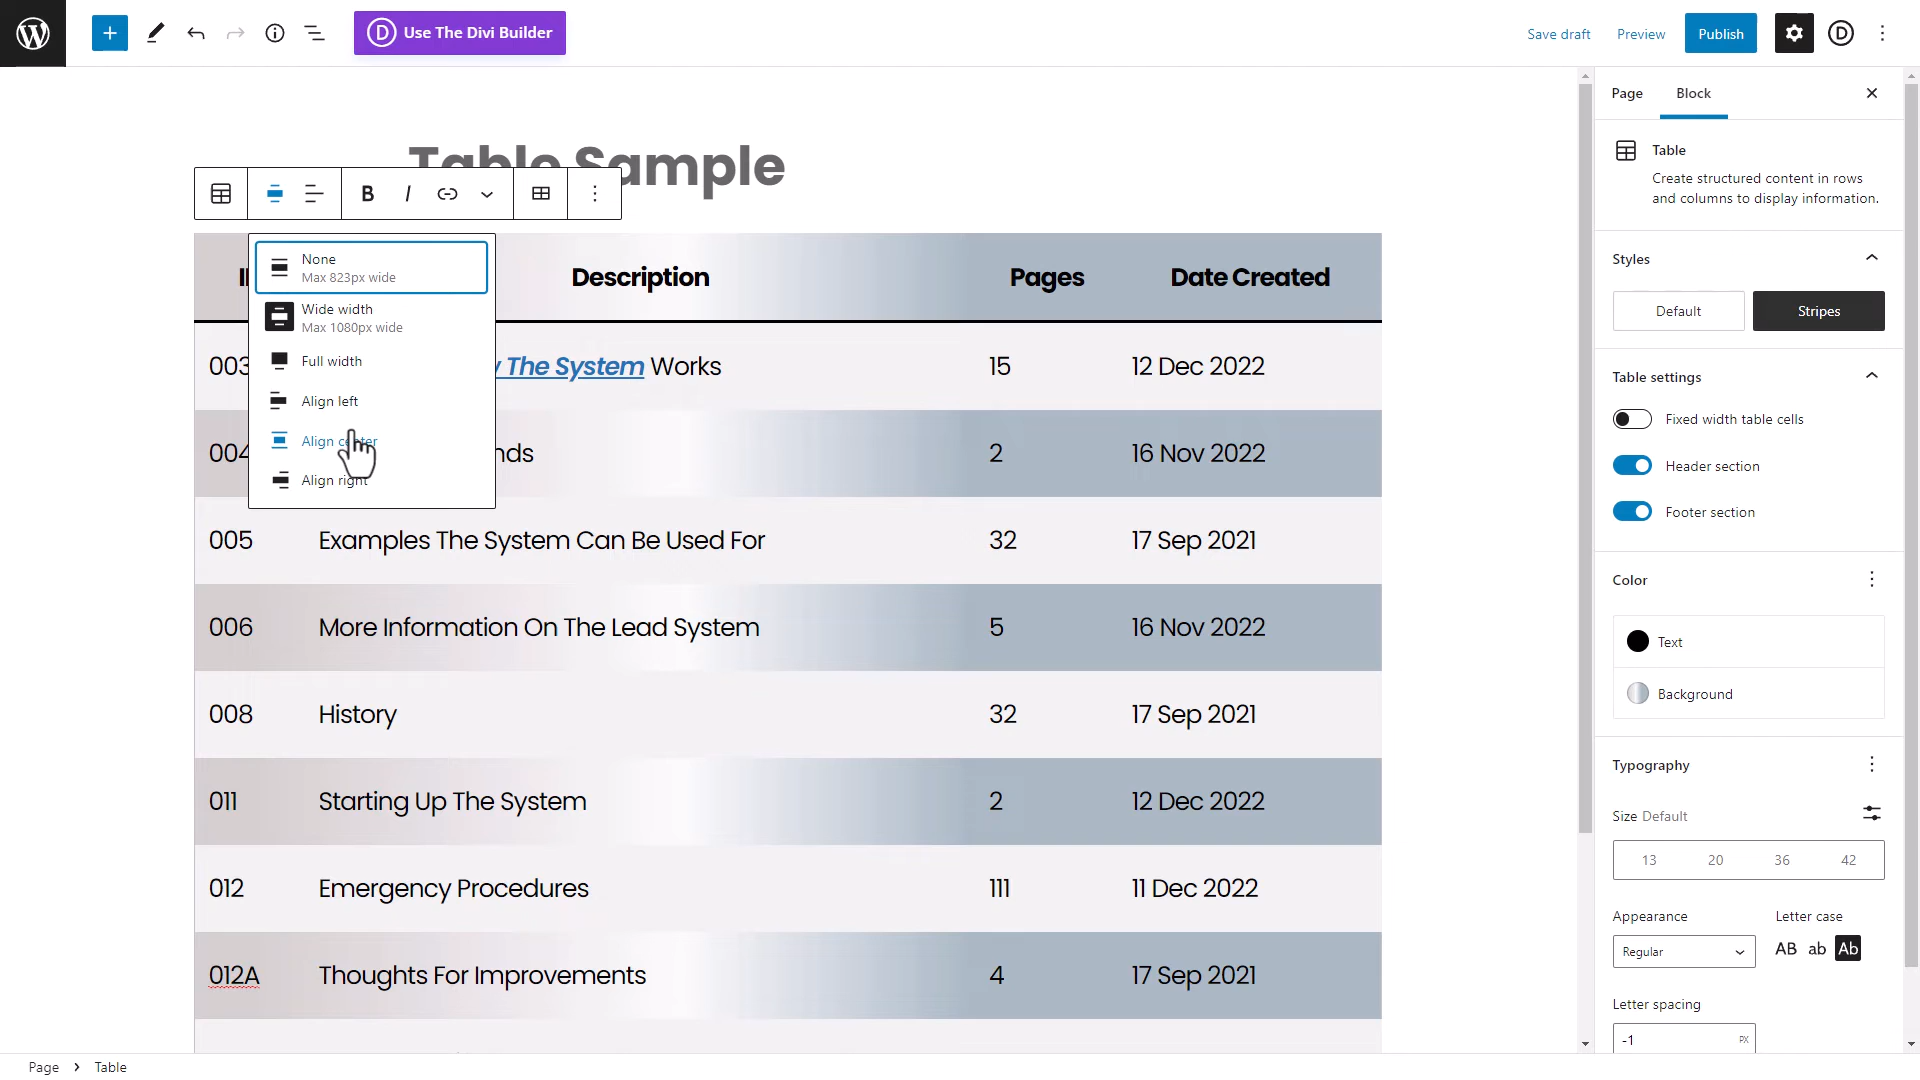 Use The Divi Builder
Save draft
Preview
Publish
Table Sample
None
Max 823px wide
Wide width
Max 1080px wide
Full width
Align left
Align center
Align right
Description Pages Date Created
003 The System Works 15 12 Dec 2022
004 2 16 Nov 2022
005 Examples The System Can Be Used For 32 17 Sep 2021
006 More Information On The Lead System 5 16 Nov 2022
008 History 32 17 Sep 2021
011 Starting Up The System 2 12 Dec 2022
012 Emergency Procedures 111 11 Dec 2022
012A Thoughts For Improvements 4 17 Sep 2021
Page Block
Table
Create structured content in rows
and columns to display information.
Styles
Default Stripes
Table settings
Fixed width table cells
Header section
Footer section
Color
Text
Background
Typography
Size Default
13 20 36 42
Appearance Letter case
Regular AB ab Ab
Letter spacing
-1 PX
Page > Table